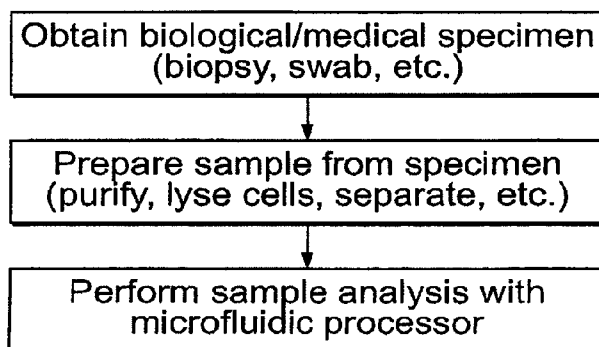 Obtain biological/medical specimen
(biopsy, swab, etc.)
Prepare sample from specimen
(purify, lyse cells, separate, etc.)
Perform sample analysis with
microfluidic processor